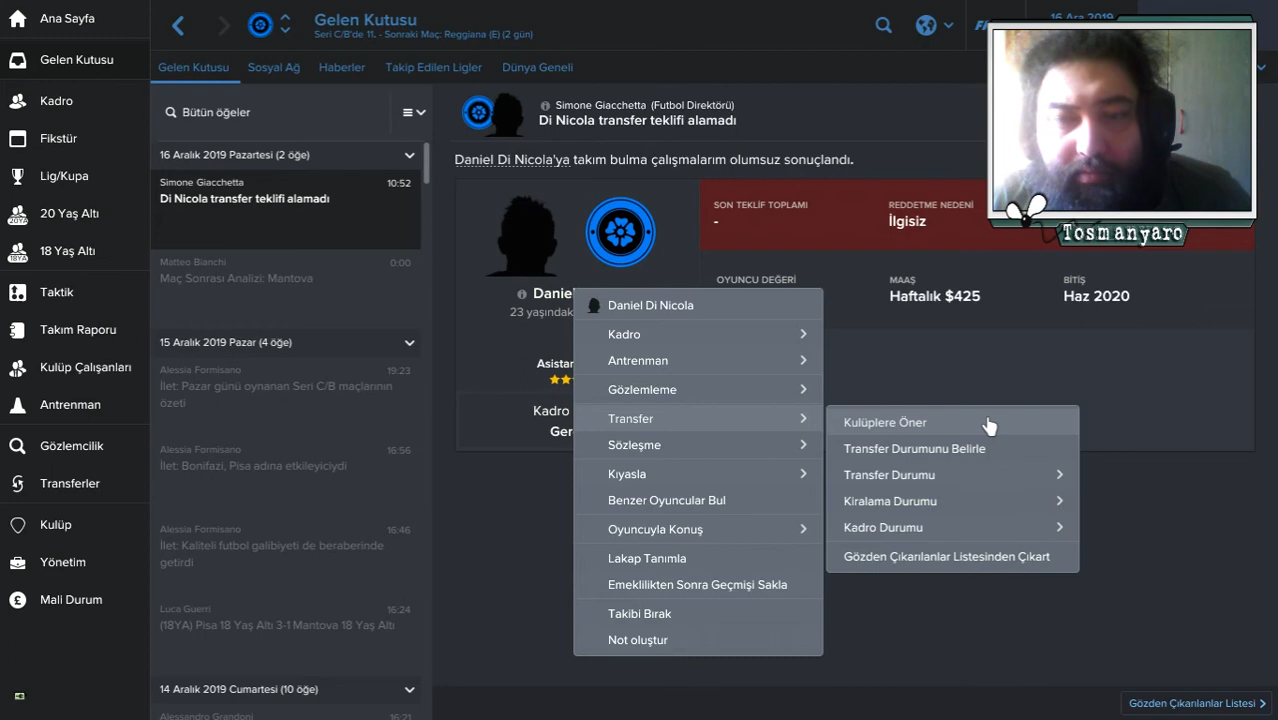 Ana Sayfa
Gelen Kutusu
Kadro
Fikstür
Lig/Kupa
20 Yaş Altı
18 Yaş Altı
Taktik
Takım Raporu
Kulüp Çalışanları
Antrenman
Gözlemcilik
Transferler
Kulüp
Yönetim
Mali Durum
Gelen Kutusu
Seri C/B'de 11. - Sonraki Maç: Reggiana (E) (2 gün)
16 Ara 2019
Gelen Kutusu
Sosyal Ağ
Haberler
Takip Edilen Ligler
Dünya Geneli
Bütün öğeler
16 Aralık 2019 Pazartesi (2 öğe)
Simone Giacchetta 10:52
Di Nicola transfer teklifi alamadı
Matteo Bianchi 0:00
Maç Sonrası Analizi: Mantova
15 Aralık 2019 Pazar (4 öğe)
Alessia Formisano 19:23
İlet: Pazar günü oynanan Seri C/B maçlarının
özeti
Alessia Formisano 16:56
İlet: Bonifazi, Pisa adına etkileyiciydi
Alessia Formisano 16:46
İlet: Kaliteli futbol galibiyeti de beraberinde
getirdi
Luca Guerri 16:24
(18YA) Pisa 18 Yaş Altı 3-1 Mantova 18 Yaş Altı
14 Aralık 2019 Cumartesi (10 öğe)
Alessandro Grandoni 16:21
Simone Giacchetta (Futbol Direktörü)
Di Nicola transfer teklifi alamadı
Daniel Di Nicola'ya takım bulma çalışmalarım olumsuz sonuçlandı.
SON TEKLİF TOPLAMI
-
REDDETME NEDENİ
İlgisiz
OYUNCU DEĞERİ
MAAŞ
Haftalık $425
BİTİŞ
Haz 2020
Daniel
23 yaşındak
Asistan
Kadro
Ger
Daniel Di Nicola
Kadro
Antrenman
Gözlemleme
Transfer
Sözleşme
Kıyasla
Benzer Oyuncular Bul
Oyuncuyla Konuş
Lakap Tanımla
Emeklilikten Sonra Geçmişi Sakla
Takibi Bırak
Not oluştur
Kulüplere Öner
Transfer Durumunu Belirle
Transfer Durumu
Kiralama Durumu
Kadro Durumu
Gözden Çıkarılanlar Listesinden Çıkart
Tosmanyaro
Gözden Çıkarılanlar Listesi